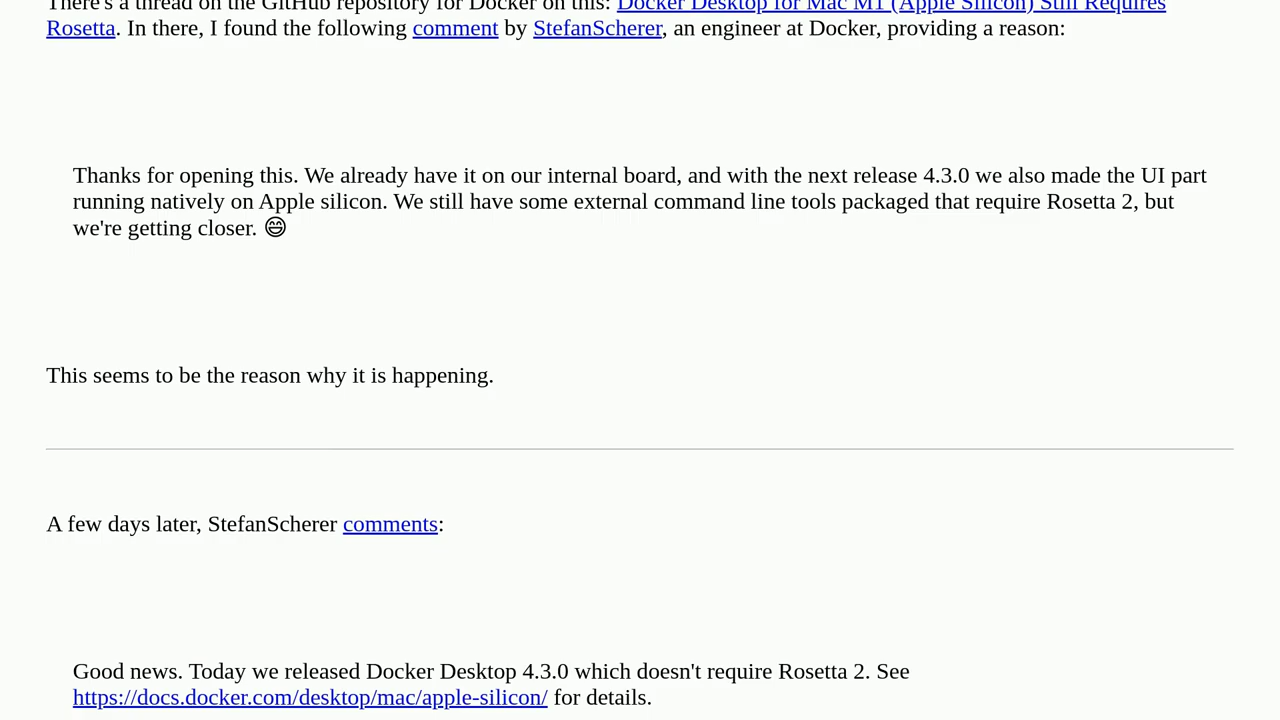 There's a thread on the GitHub repository for Docker on this: Docker Desktop for Mac M1 (Apple Silicon) Still Requires
Rosetta. In there, I found the following comment by StefanScherer, an engineer at Docker, providing a reason:
Thanks for opening this. We already have it on our internal board, and with the next release 4.3.0 we also made the UI part
running natively on Apple silicon. We still have some external command line tools packaged that require Rosetta 2, but
we're getting closer. 😄
This seems to be the reason why it is happening.
A few days later, StefanScherer comments:
Good news. Today we released Docker Desktop 4.3.0 which doesn't require Rosetta 2. See
https://docs.docker.com/desktop/mac/apple-silicon/ for details.